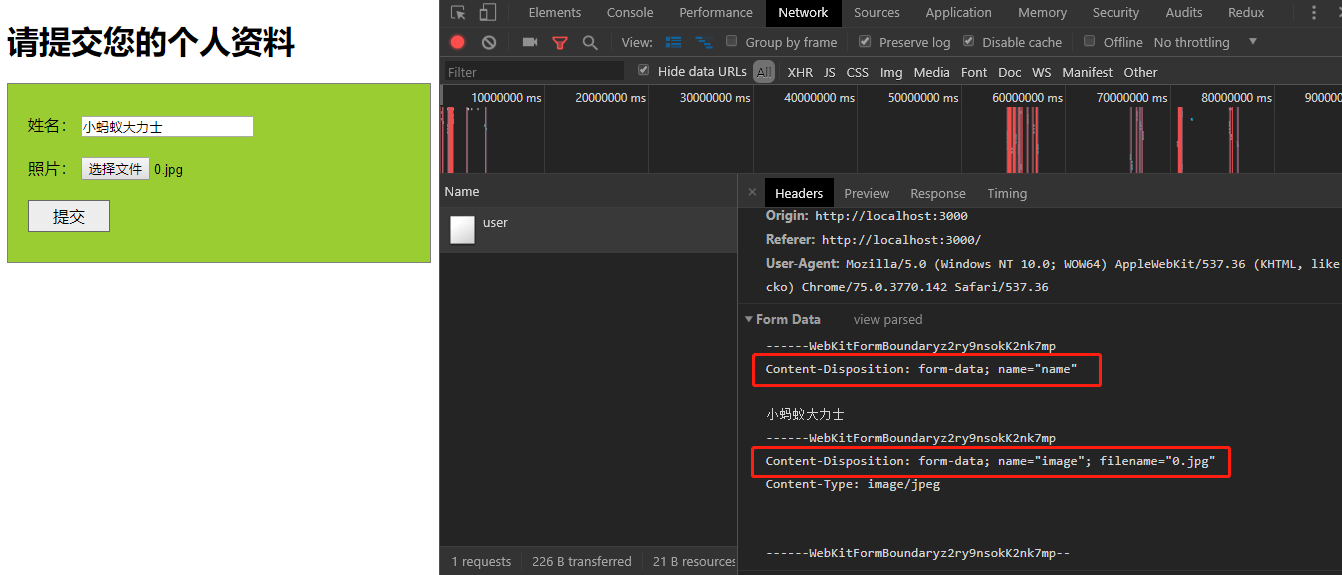 请提交您的个人资料
姓名： 小蚂蚁大力士
照片： 选择文件 0.jpg
提交
Elements Console Performance Network Sources Application Memory Security Audits Redux
View: Group by frame Preserve log Disable cache Offline No throttling
Filter Hide data URLs All XHR JS CSS Img Media Font Doc WS Manifest Other
10000000 ms 20000000 ms 30000000 ms 40000000 ms 50000000 ms 60000000 ms 70000000 ms 80000000 ms 900000
Name
user
1 requests 226 B transferred 21 B resources
× Headers Preview Response Timing
Origin: http://localhost:3000
Referer: http://localhost:3000/
User-Agent: Mozilla/5.0 (Windows NT 10.0; WOW64) AppleWebKit/537.36 (KHTML, like
cko) Chrome/75.0.3770.142 Safari/537.36
Form Data view parsed
------WebKitFormBoundaryz2ry9nsokK2nk7mp
Content-Disposition: form-data; name="name"
小蚂蚁大力士
------WebKitFormBoundaryz2ry9nsokK2nk7mp
Content-Disposition: form-data; name="image"; filename="0.jpg"
Content-Type: image/jpeg
------WebKitFormBoundaryz2ry9nsokK2nk7mp--